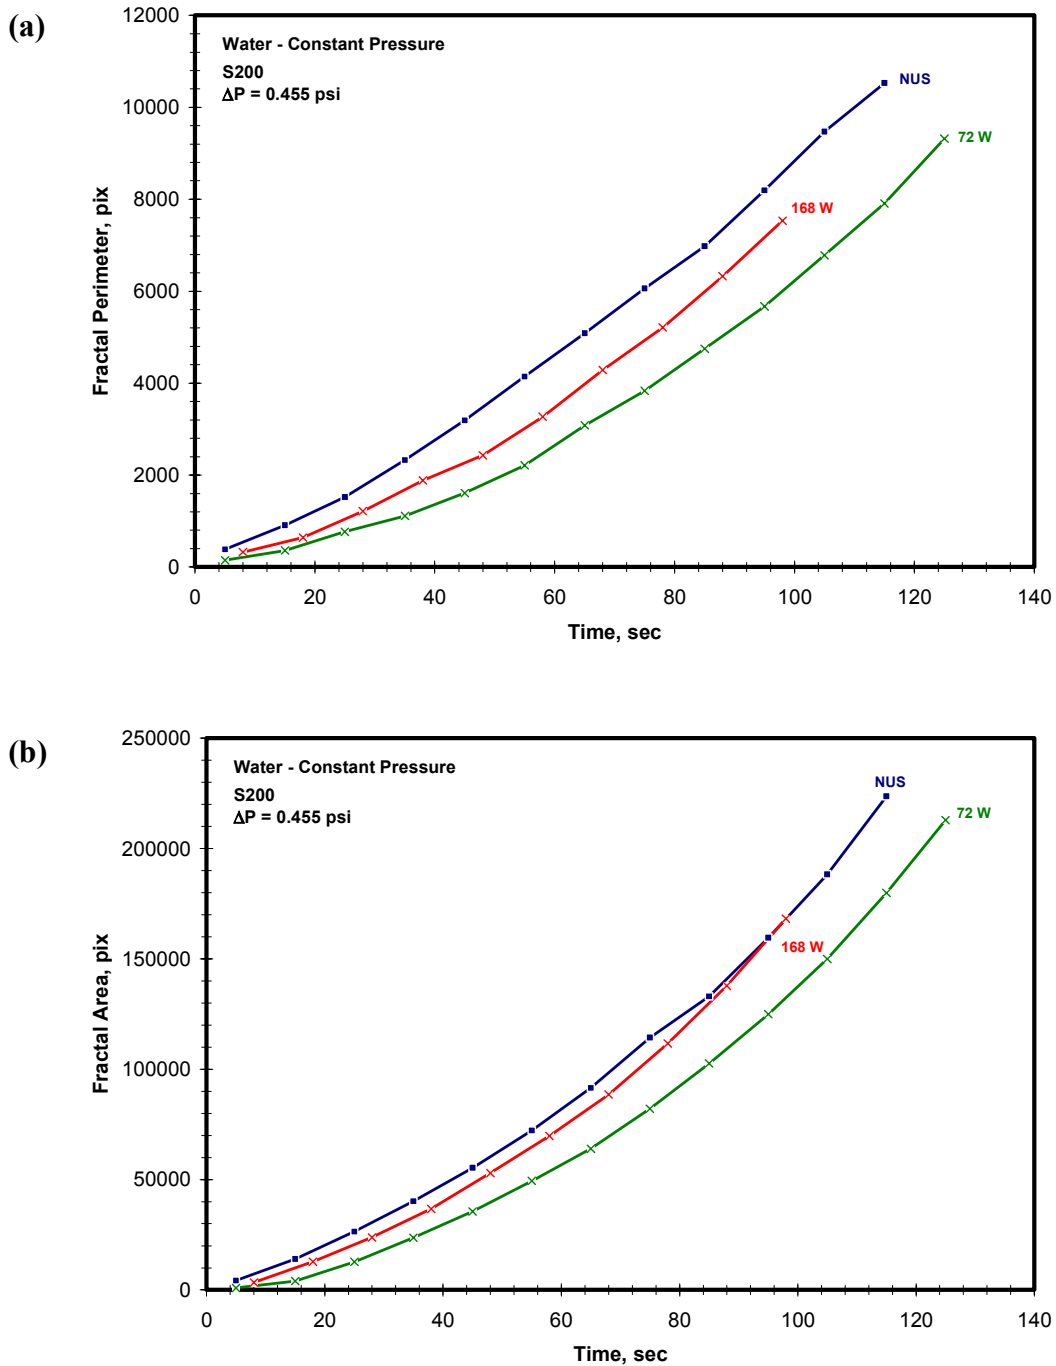 (a)
12000
10000
8000
6000
4000
2000
0
Fractal Perimeter, pix
Water - Constant Pressure
S200
ΔP = 0.455 psi
NUS
72 W
168 W
0 20 40 60 80 100 120 140
Time, sec
(b)
250000
200000
150000
100000
50000
0
Fractal Area, pix
Water - Constant Pressure
S200
ΔP = 0.455 psi
NUS
72 W
168 W
0 20 40 60 80 100 120 140
Time, sec